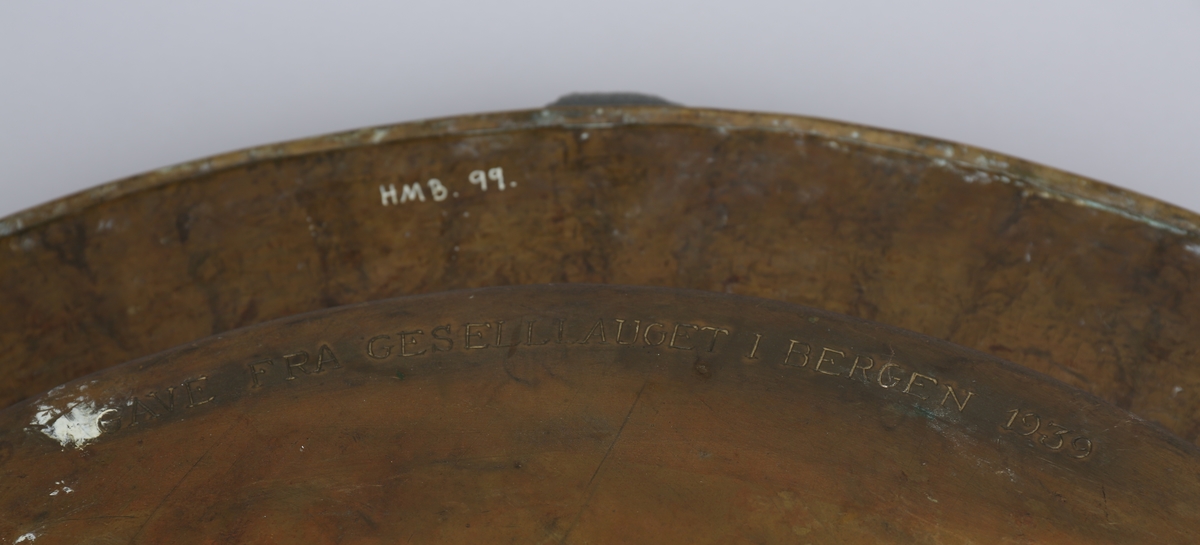 HMB. 99.
GAVE FRA GESELLLAUGET I BERGEN 1939